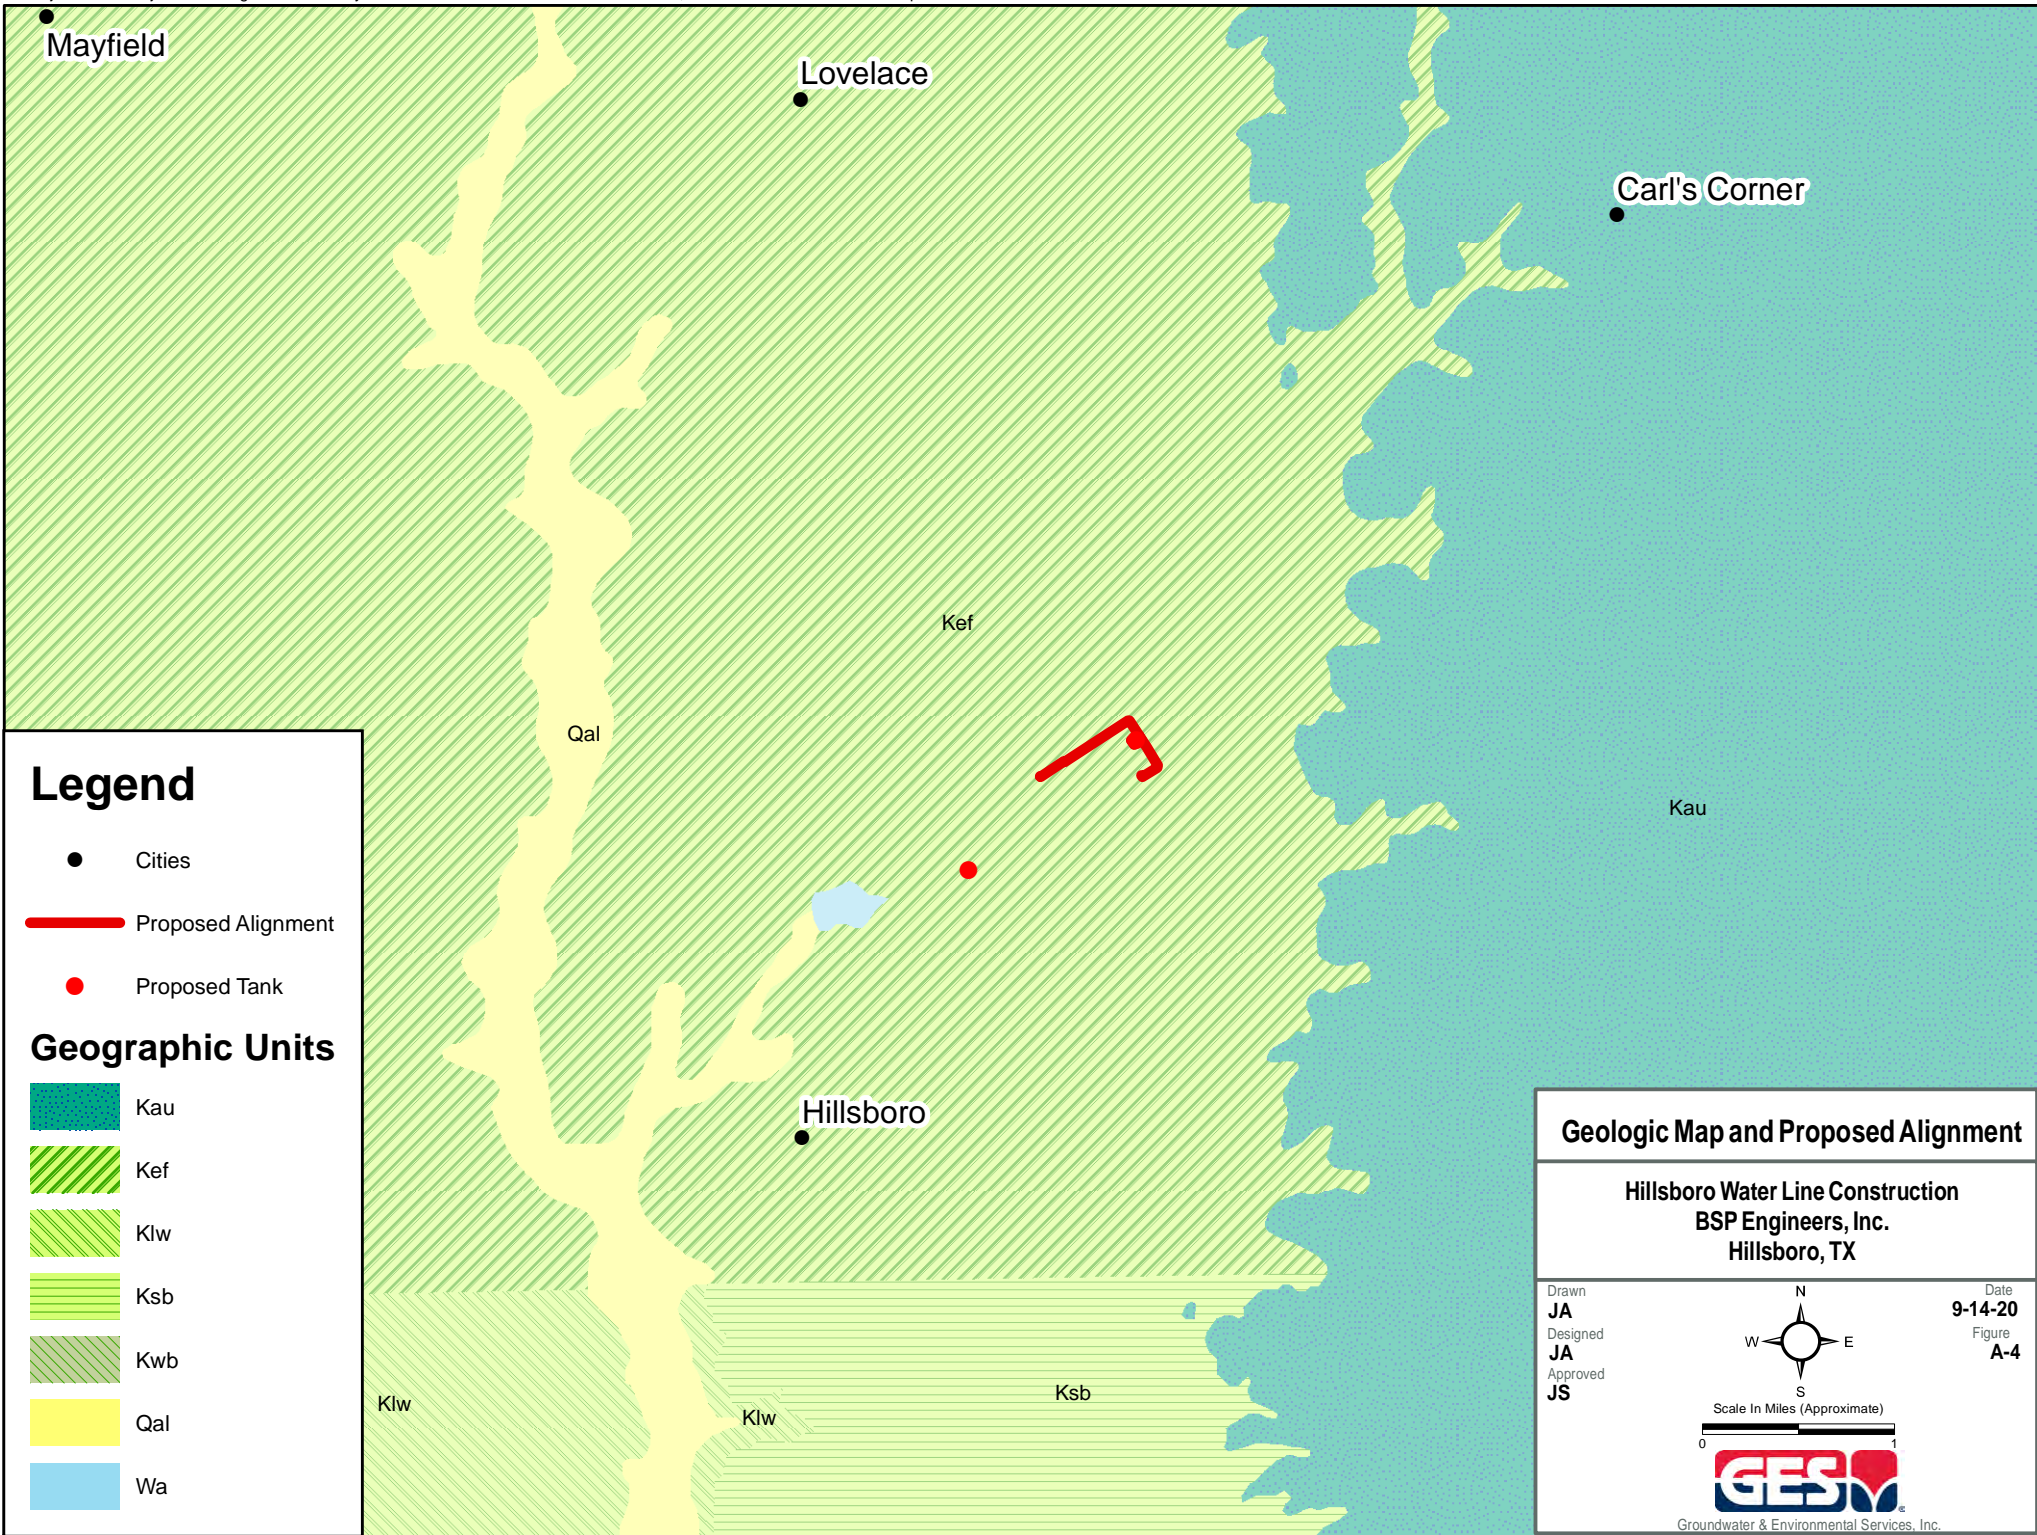 Mayfield
Lovelace
Carl's Corner
Kef
Qal
Kau
Hillsboro
Klw
Klw
Ksb
Legend
Cities
Proposed Alignment
Proposed Tank
Geographic Units
Kau
Kef
Klw
Ksb
Kwb
Qal
Wa
Geologic Map and Proposed Alignment
Hillsboro Water Line Construction
BSP Engineers, Inc.
Hillsboro, TX
Drawn
JA
Designed
JA
Approved
JS
N
W E
S
Date
9-14-20
Figure
A-4
Scale In Miles (Approximate)
0 1
GES
Groundwater & Environmental Services, Inc.